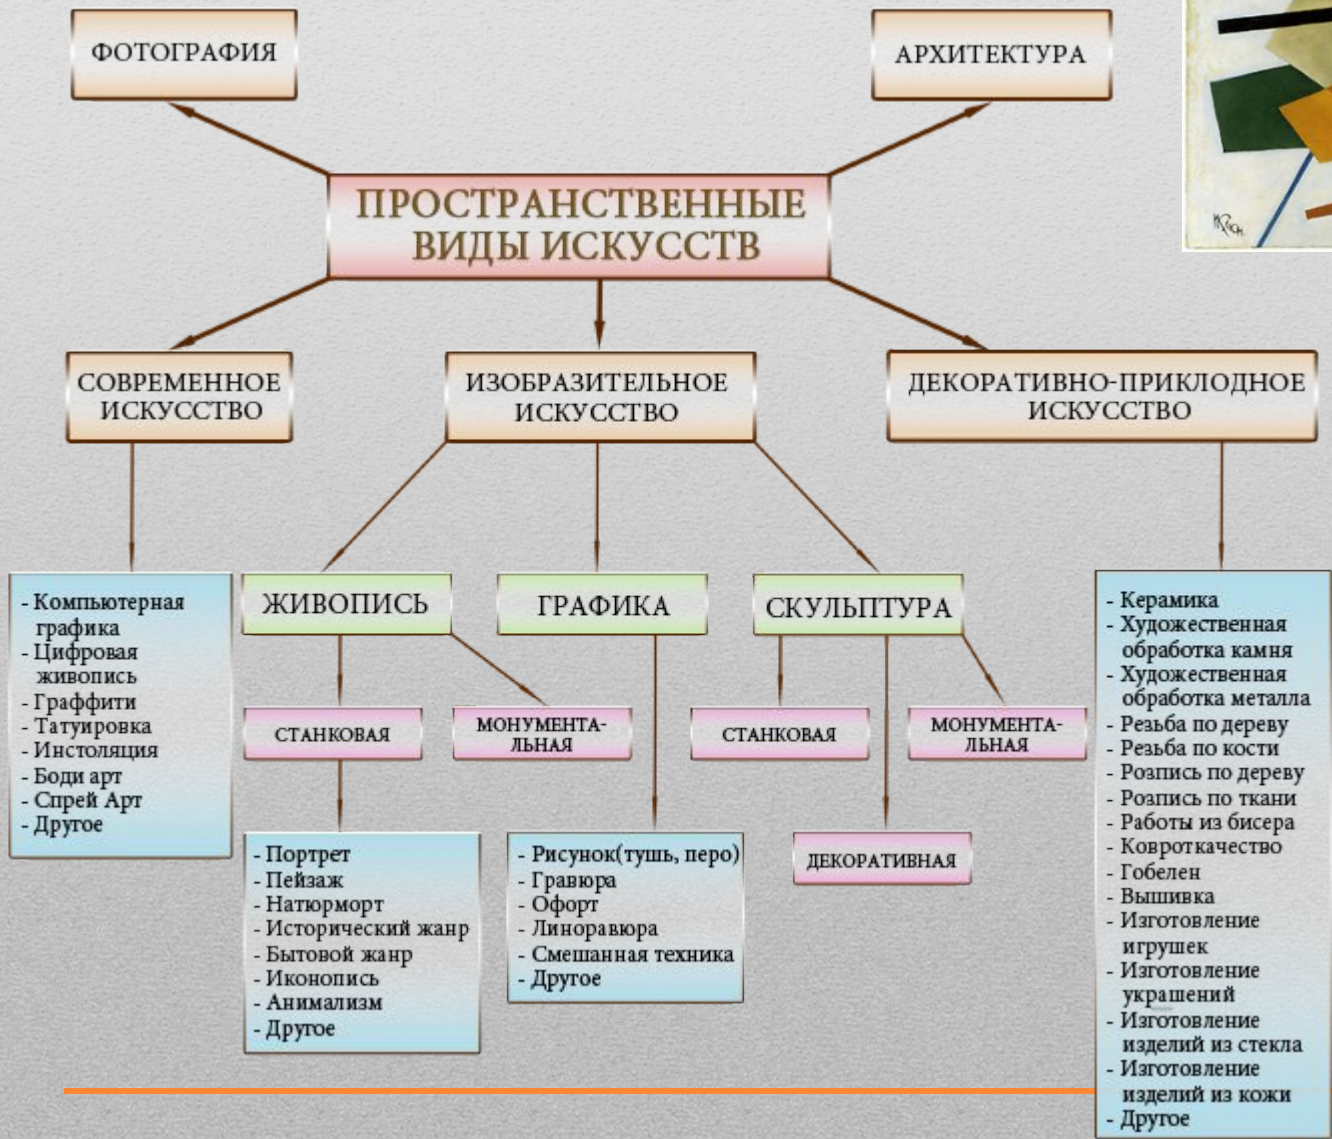 ФОТОГРАФИЯ
АРХИТЕКТУРА
ПРОСТРАНСТВЕННЫЕ
ВИДЫ ИСКУССТВ
СОВРЕМЕННОЕ
ИСКУССТВО
ИЗОБРАЗИТЕЛЬНОЕ
ИСКУССТВО
ДЕКОРАТИВНО-ПРИКЛОДНОЕ
ИСКУССТВО
- Компьютерная
графика
- Цифровая
живопись
- Граффити
- Татуировка
- Инстоляция
- Боди арт
- Спрей Арт
- Другое
ЖИВОПИСЬ
СТАНКОВАЯ
МОНУМЕНТА-
ЛЬНАЯ
- Портрет
- Пейзаж
- Натюрморт
- Исторический жанр
- Бытовой жанр
- Иконопись
- Анимализм
- Другое
ГРАФИКА
- Рисунок(тушь, перо)
- Гравюра
- Офорт
- Линоравюра
- Смешанная техника
- Другое
СКУЛЬПТУРА
СТАНКОВАЯ
МОНУМЕНТА-
ЛЬНАЯ
ДЕКОРАТИВНАЯ
- Керамика
- Художественная
обработка камня
- Художественная
обработка металла
- Резьба по дереву
- Резьба по кости
- Розпись по дереву
- Розпись по ткани
- Работы из бисера
- Ковроткачество
- Гобелен
- Вышивка
- Изготовление
игрушек
- Изготовление
украшений
- Изготовление
изделий из стекла
- Изготовление
изделий из кожи
- Другое